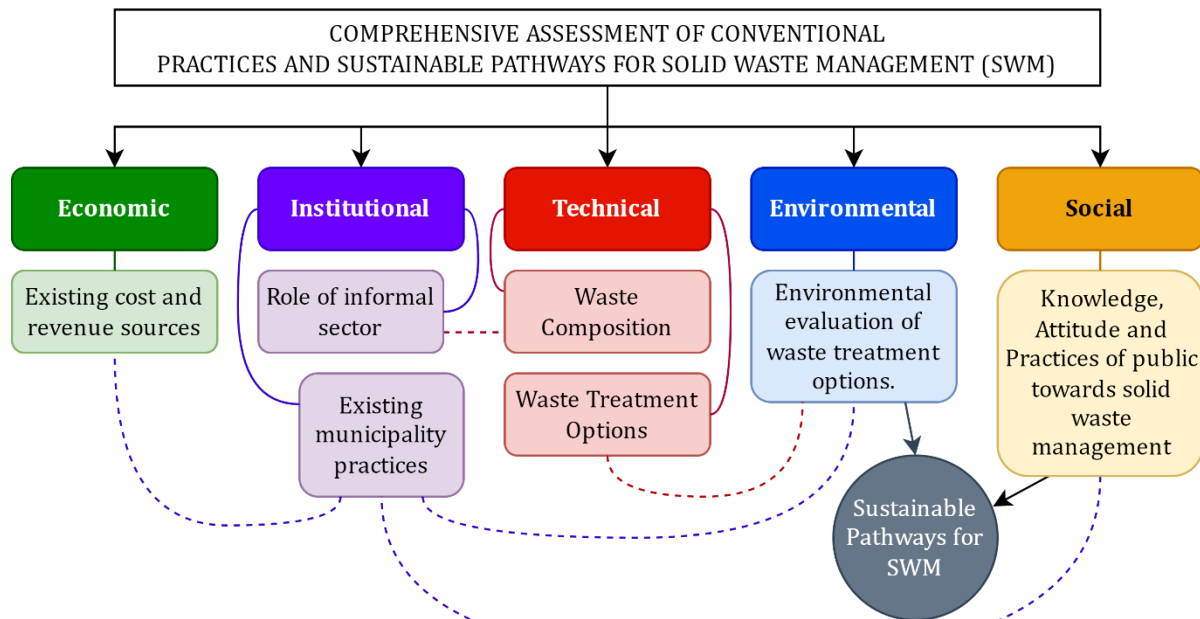 COMPREHENSIVE ASSESSMENT OF CONVENTIONAL
PRACTICES AND SUSTAINABLE PATHWAYS FOR SOLID WASTE MANAGEMENT (SWM)
Economic
Institutional
Technical
Environmental
Social
Existing cost and
revenue sources
Role of informal
sector
Existing
municipality
practices
Waste
Composition
Waste Treatment
Options
Environmental
evaluation of
waste treatment
options.
Knowledge,
Attitude and
Practices of public
towards solid
waste
management
Sustainable
Pathways for
SWM